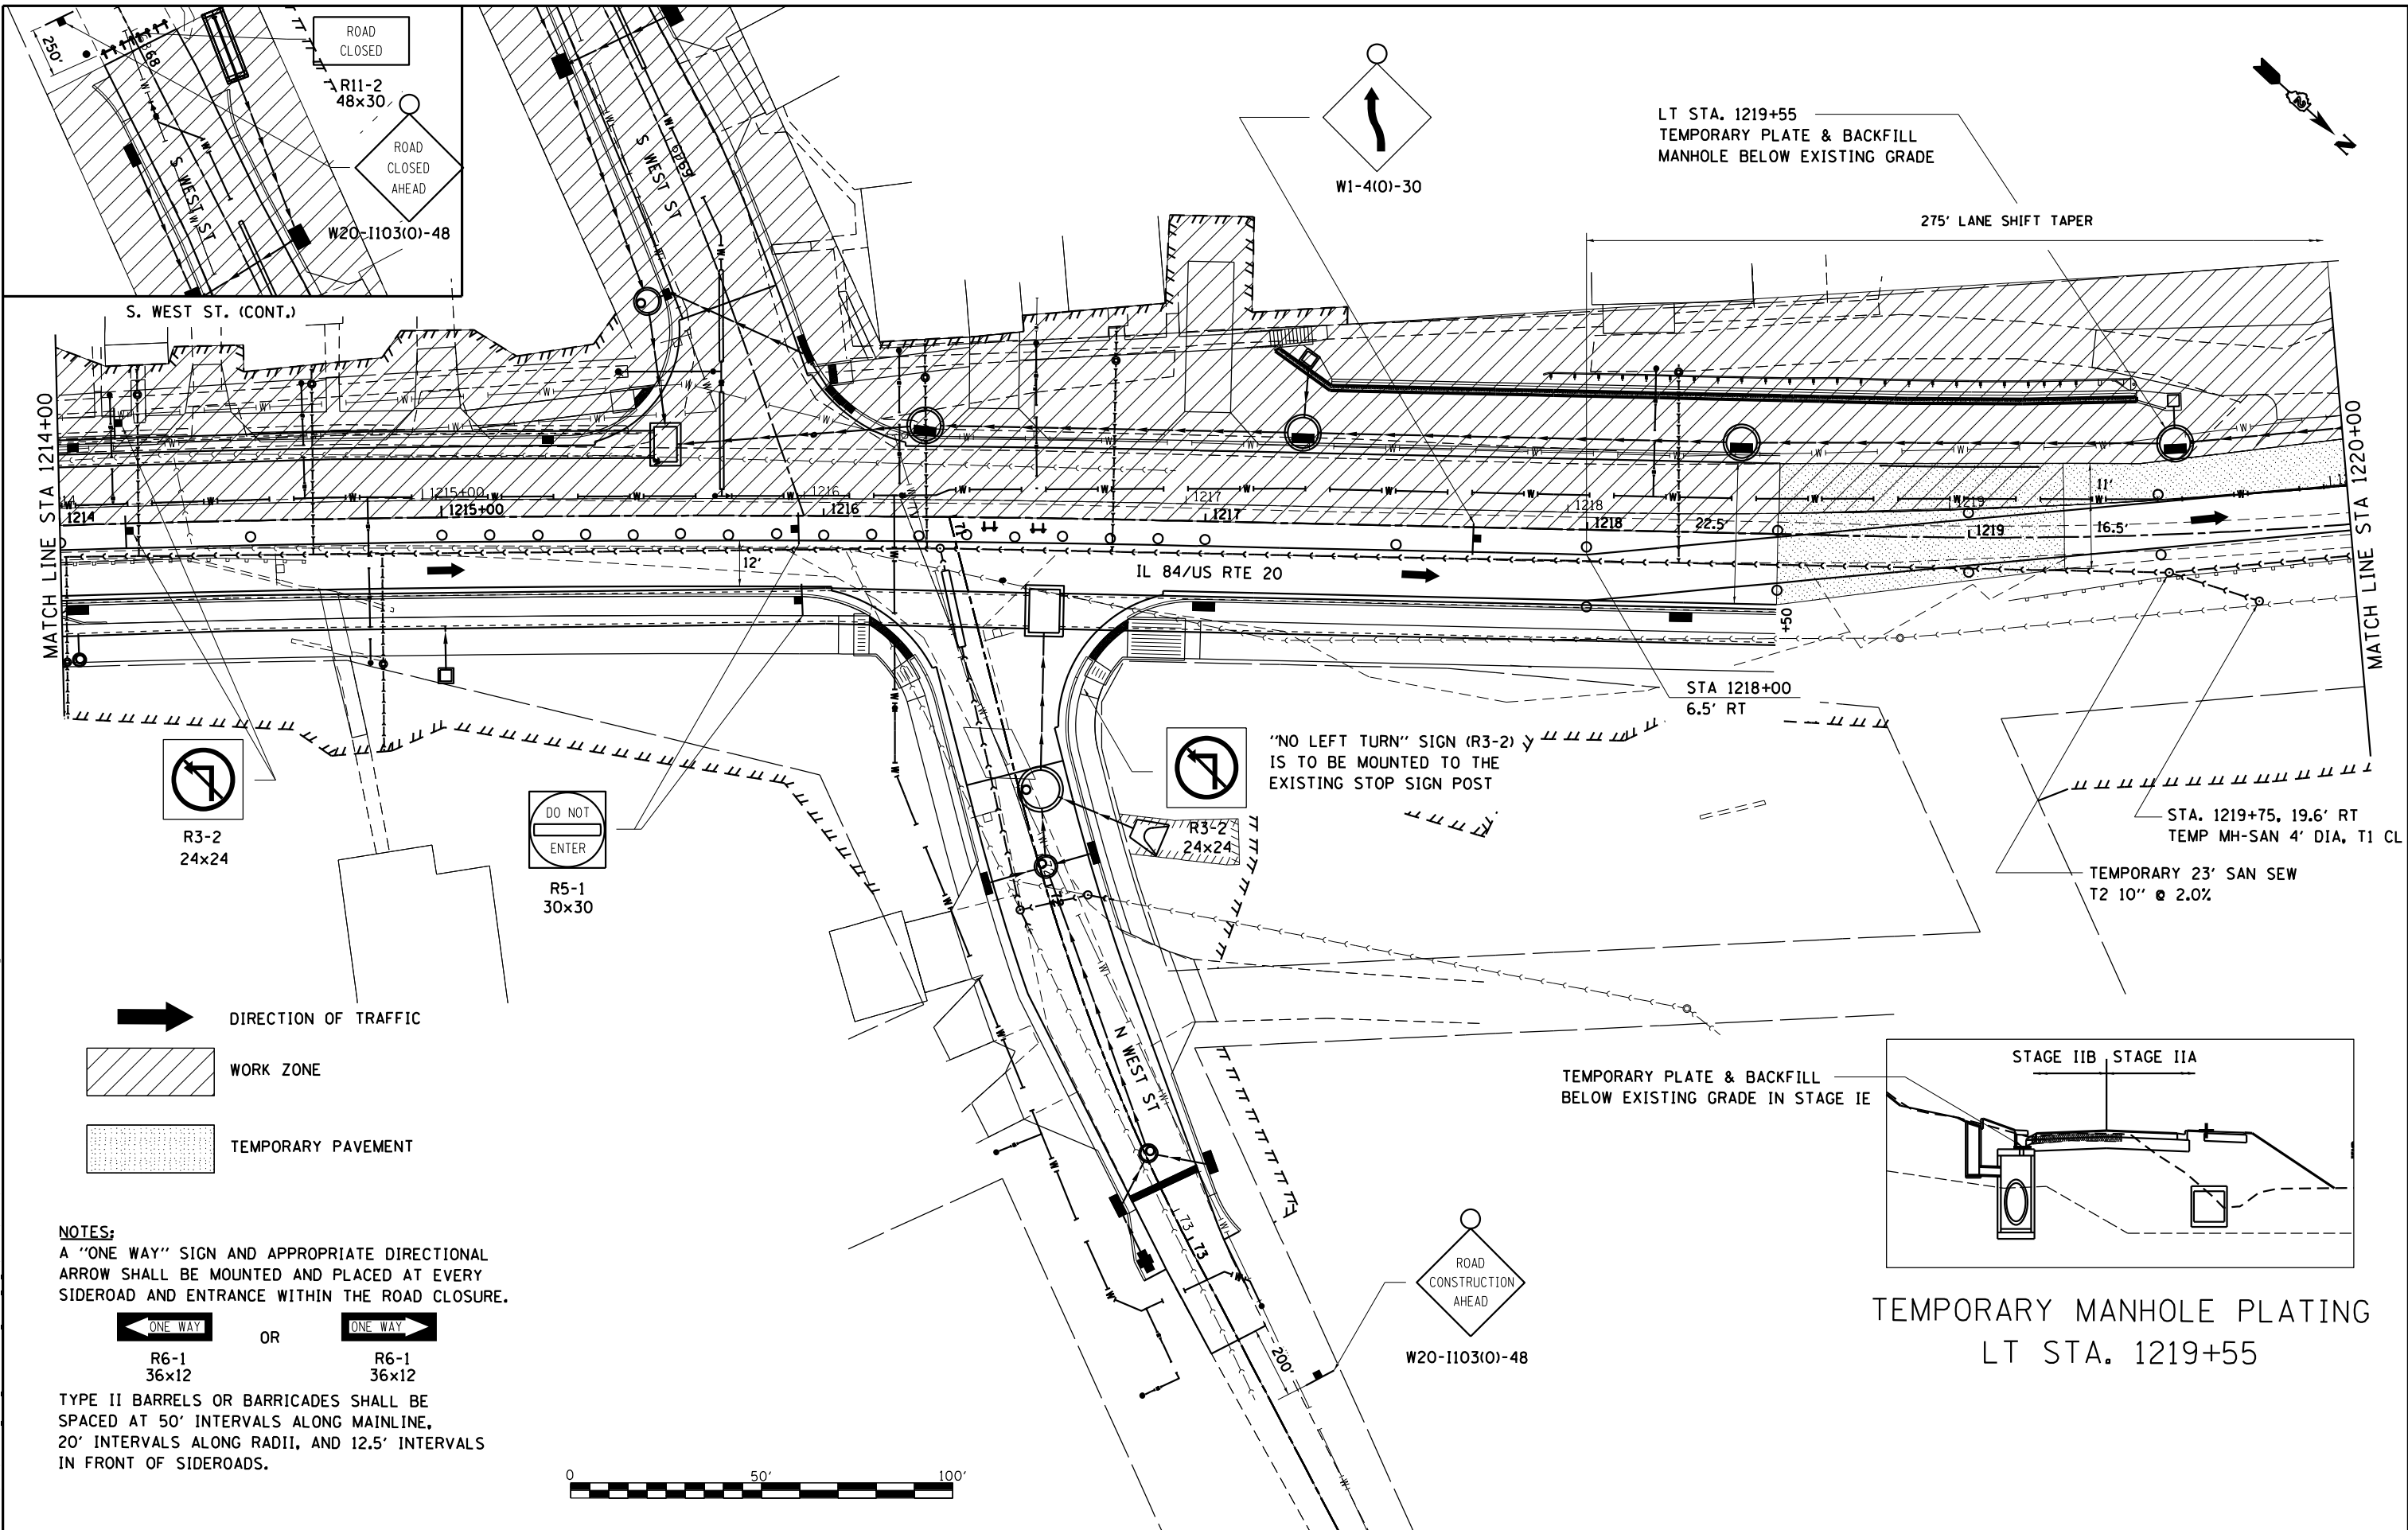 250'
68
S WEST ST
ROAD
CLOSED
R11-2
48x30
ROAD
CLOSED
AHEAD
W20-I103(O)-48
S. WEST ST. (CONT.)
S WEST ST
69
W1-4(O)-30
LT STA. 1219+55
TEMPORARY PLATE & BACKFILL
MANHOLE BELOW EXISTING GRADE
275' LANE SHIFT TAPER
N
MATCH LINE STA 1214+00
MATCH LINE STA 1220+00
1214
1215+00
1215+00
1216
1216
1217
1217
1218
1218
22.5'
1219
1219
11'
16.5'
71
12'
IL 84/US RTE 20
+50
STA 1218+00
6.5' RT
R3-2
24x24
DO NOT
ENTER
R5-1
30x30
"NO LEFT TURN" SIGN (R3-2)
IS TO BE MOUNTED TO THE
EXISTING STOP SIGN POST
R3-2
24x24
STA. 1219+75, 19.6' RT
TEMP MH-SAN 4' DIA, T1 CL
TEMPORARY 23' SAN SEW
T2 10" @ 2.0%
72
N WEST ST
73
73
200'
DIRECTION OF TRAFFIC
WORK ZONE
TEMPORARY PAVEMENT
NOTES:
A "ONE WAY" SIGN AND APPROPRIATE DIRECTIONAL
ARROW SHALL BE MOUNTED AND PLACED AT EVERY
SIDEROAD AND ENTRANCE WITHIN THE ROAD CLOSURE.
ONE WAY
OR
ONE WAY
R6-1
36x12
R6-1
36x12
TYPE II BARRELS OR BARRICADES SHALL BE
SPACED AT 50' INTERVALS ALONG MAINLINE,
20' INTERVALS ALONG RADII, AND 12.5' INTERVALS
IN FRONT OF SIDEROADS.
0 50' 100'
ROAD
CONSTRUCTION
AHEAD
W20-I103(O)-48
TEMPORARY PLATE & BACKFILL
BELOW EXISTING GRADE IN STAGE IE
STAGE IIB STAGE IIA
TEMPORARY MANHOLE PLATING
LT STA. 1219+55